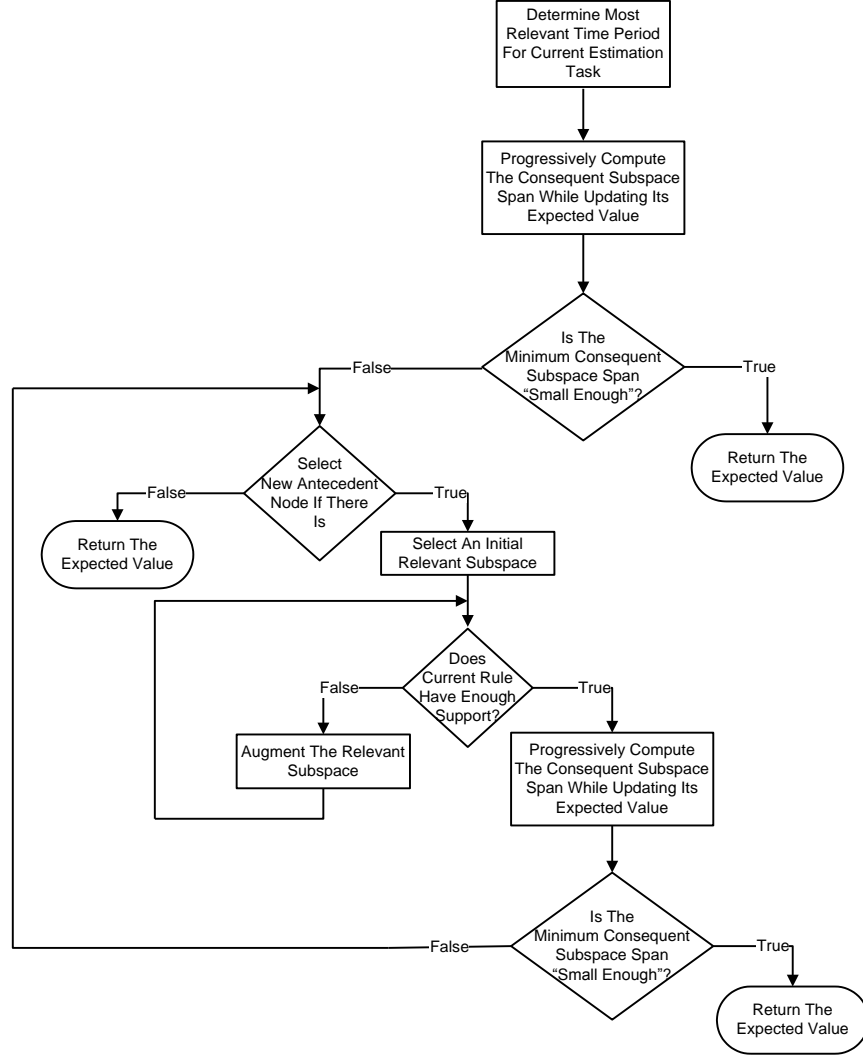 Determine Most
Relevant Time Period
For Current Estimation
Task
Progressively Compute
The Consequent Subspace
Span While Updating Its
Expected Value
Is The
Minimum Consequent
Subspace Span
“Small Enough”?
False
True
Return The
Expected Value
Select
New Antecedent
Node If There
Is
False
True
Return The
Expected Value
Select An Initial
Relevant Subspace
Does
Current Rule
Have Enough
Support?
False
True
Augment The Relevant
Subspace
Progressively Compute
The Consequent Subspace
Span While Updating Its
Expected Value
Is The
Minimum Consequent
Subspace Span
“Small Enough”?
False
True
Return The
Expected Value